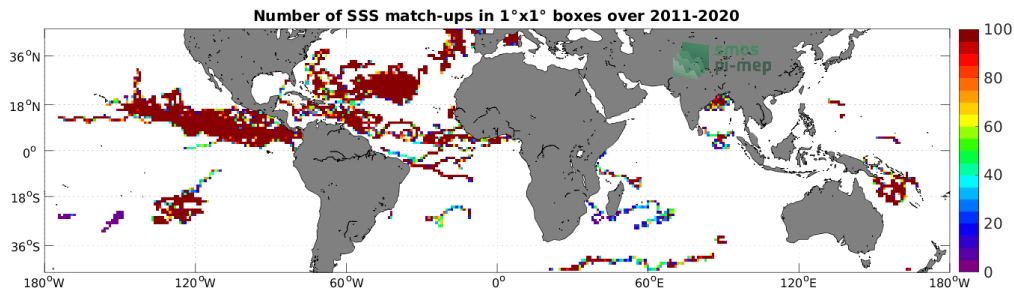 Number of SSS match-ups in 1°x1° boxes over 2011-2020
36°N
18°N
0°
18°S
36°S
180°W
120°W
60°W
0°
60°E
120°E
180°W
smos
pi-mep
100
80
60
40
20
0